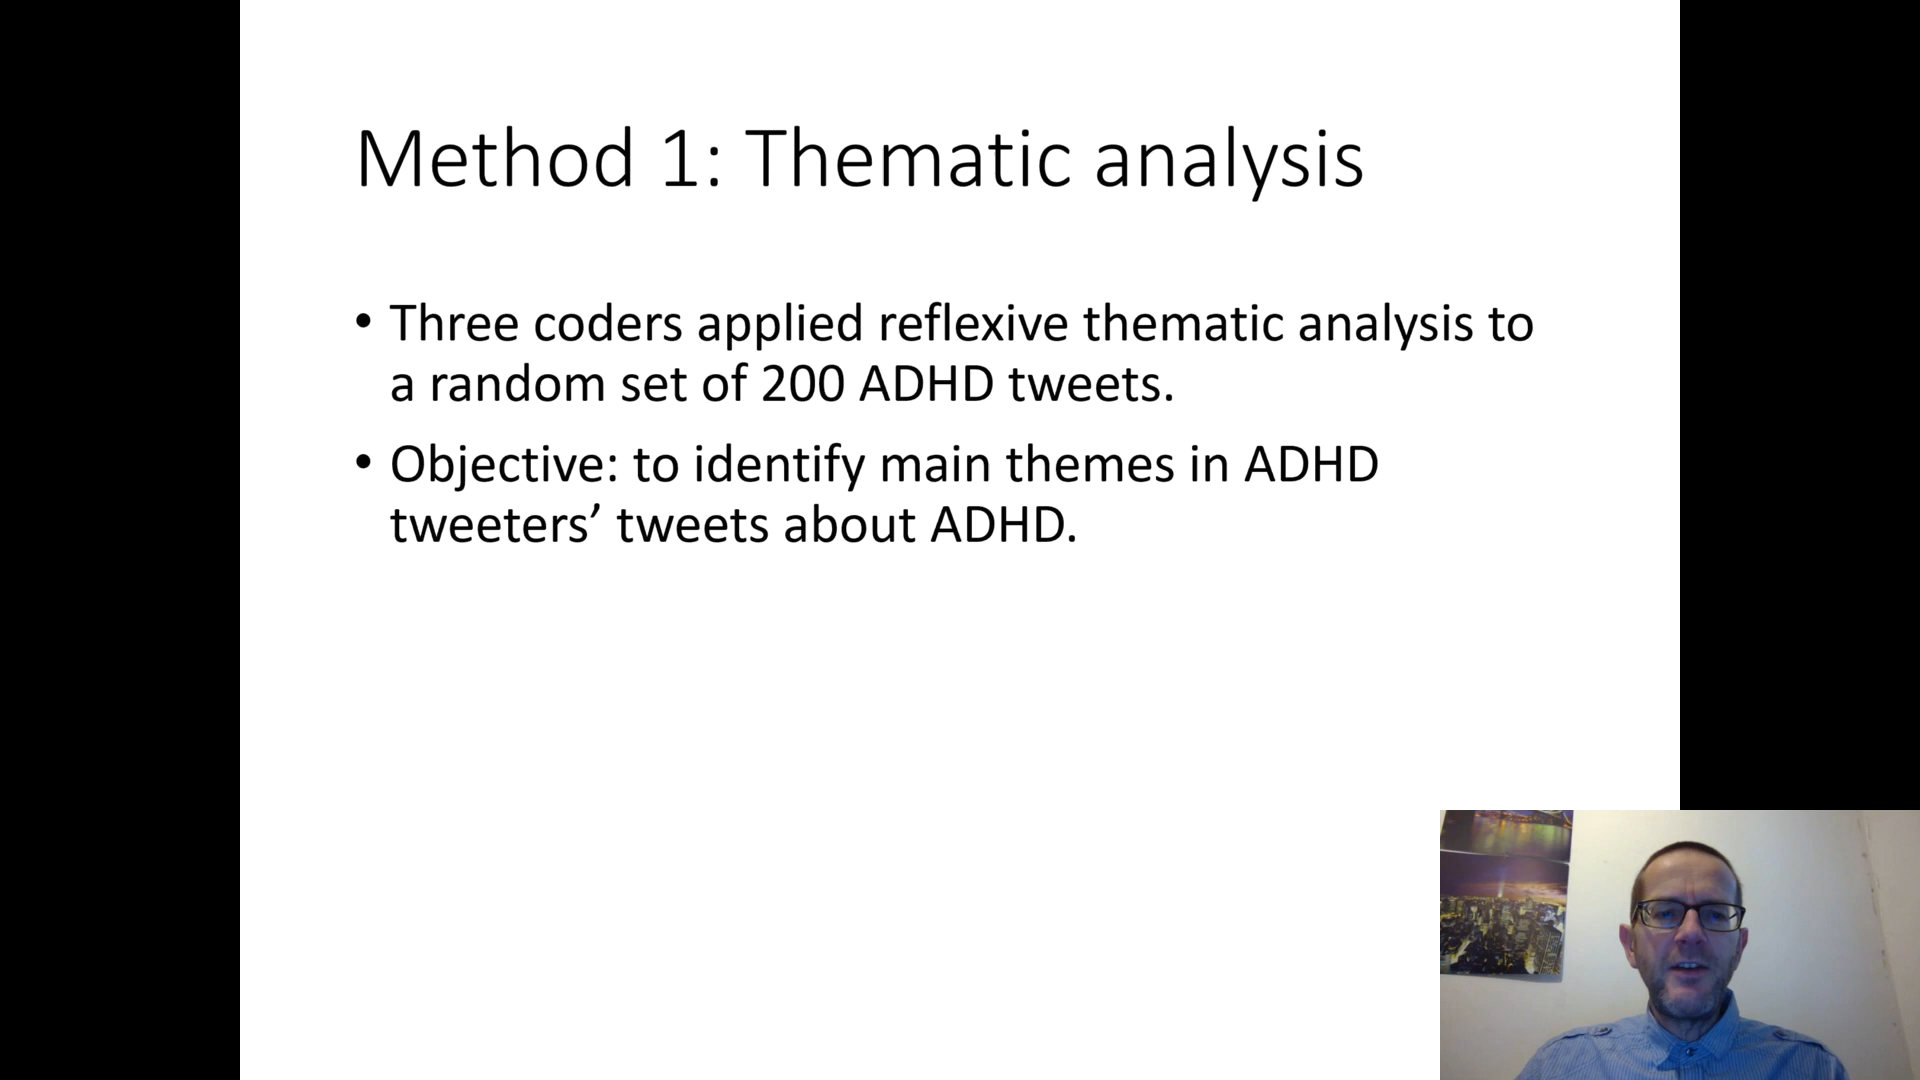 Method 1: Thematic analysis
• Three coders applied reflexive thematic analysis to
a random set of 200 ADHD tweets.
• Objective: to identify main themes in ADHD
tweeters’ tweets about ADHD.